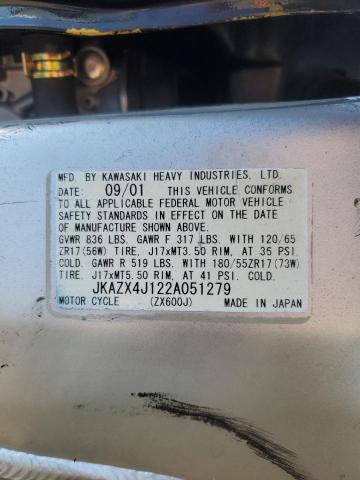 MFD. BY KAWASAKI HEAVY INDUSTRIES, LTD.
DATE: 09/01 THIS VEHICLE CONFORMS
TO ALL APPLICABLE FEDERAL MOTOR VEHICLE
SAFETY STANDARDS IN EFFECT ON THE DATE
OF MANUFACTURE SHOWN ABOVE.
GVWR 836 LBS. GAWR F 317 LBS. WITH 120/65
ZR17(56W) TIRE, J17xMT3.50 RIM, AT 36 PSI
COLD. GAWR R 519 LBS. WITH 180/55ZR17(73W)
TIRE, J17xMT5.50 RIM, AT 41 PSI. COLD.
JKAZX4J122A051279
MOTOR CYCLE (ZX600J) MADE IN JAPAN